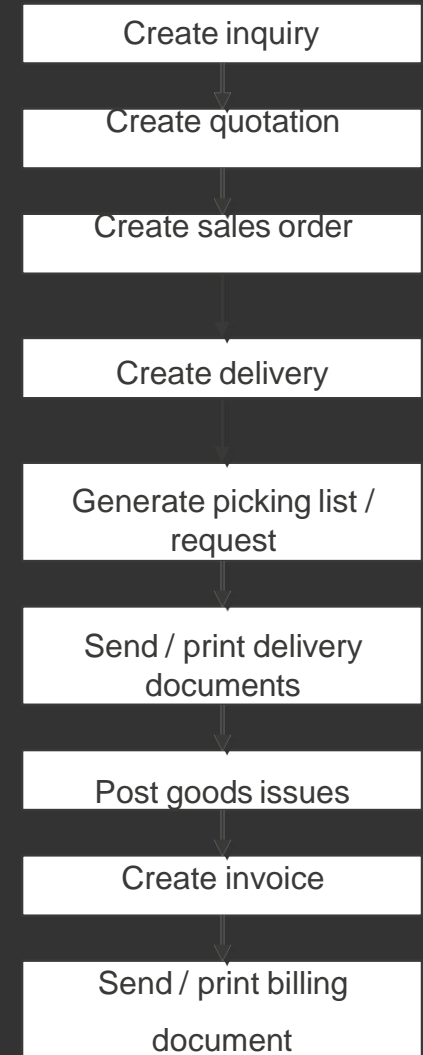 Create inquiry
Create quotation
Create sales order
Create delivery
Generate picking list /
request
Send / print delivery
documents
Post goods issues
Create invoice
Send / print billing
document